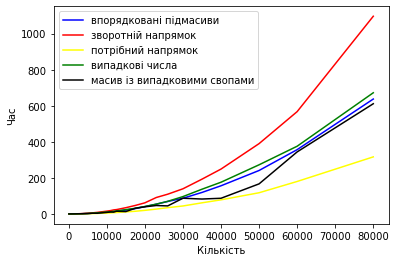 впорядковані підмасиви
зворотній напрямок
потрібний напрямок
випадкові числа
масив із випадковими свопами
Час
1000
800
600
400
200
0
0 10000 20000 30000 40000 50000 60000 70000 80000
Кількість